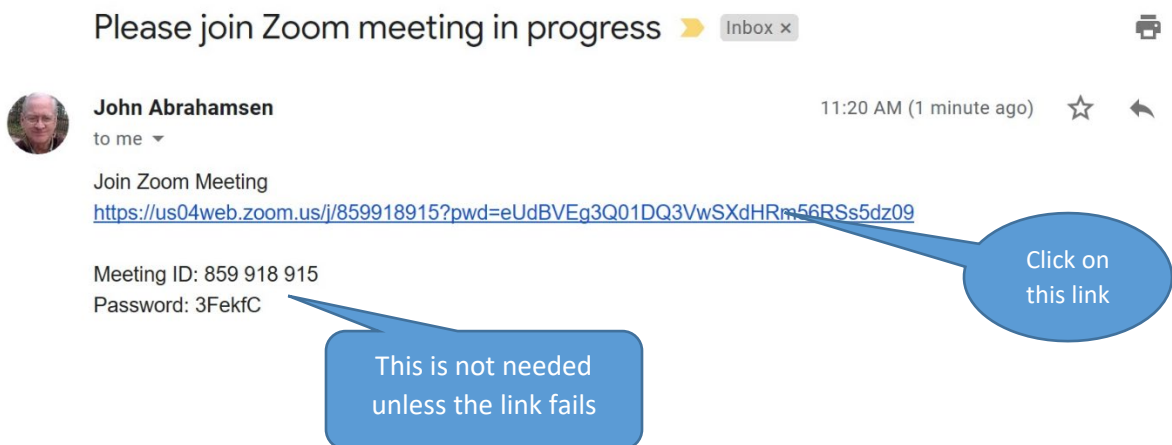 Please join Zoom meeting in progress Inbox ×
John Abrahamsen 11:20 AM (1 minute ago)
to me
Join Zoom Meeting
https://us04web.zoom.us/j/859918915?pwd=eUdBVEg3Q01DQ3VwSXdHRm56RSs5dz09
Click on
this link
Meeting ID: 859 918 915
Password: 3FekfC
This is not needed
unless the link fails